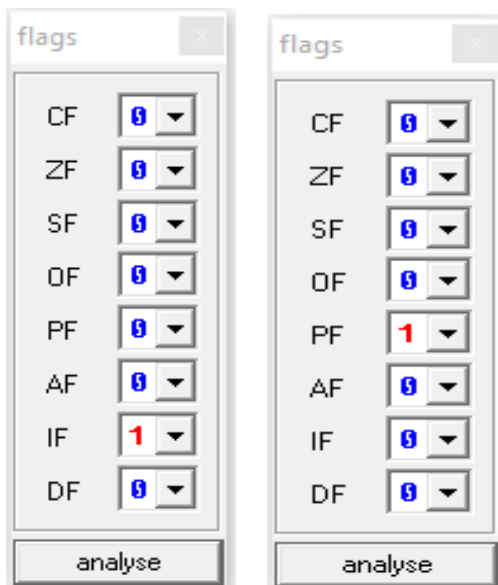 flags
CF 0
ZF 0
SF 0
OF 0
PF 0
AF 0
IF 1
DF 0
analyse
flags
CF 0
ZF 0
SF 0
OF 0
PF 1
AF 0
IF 0
DF 0
analyse